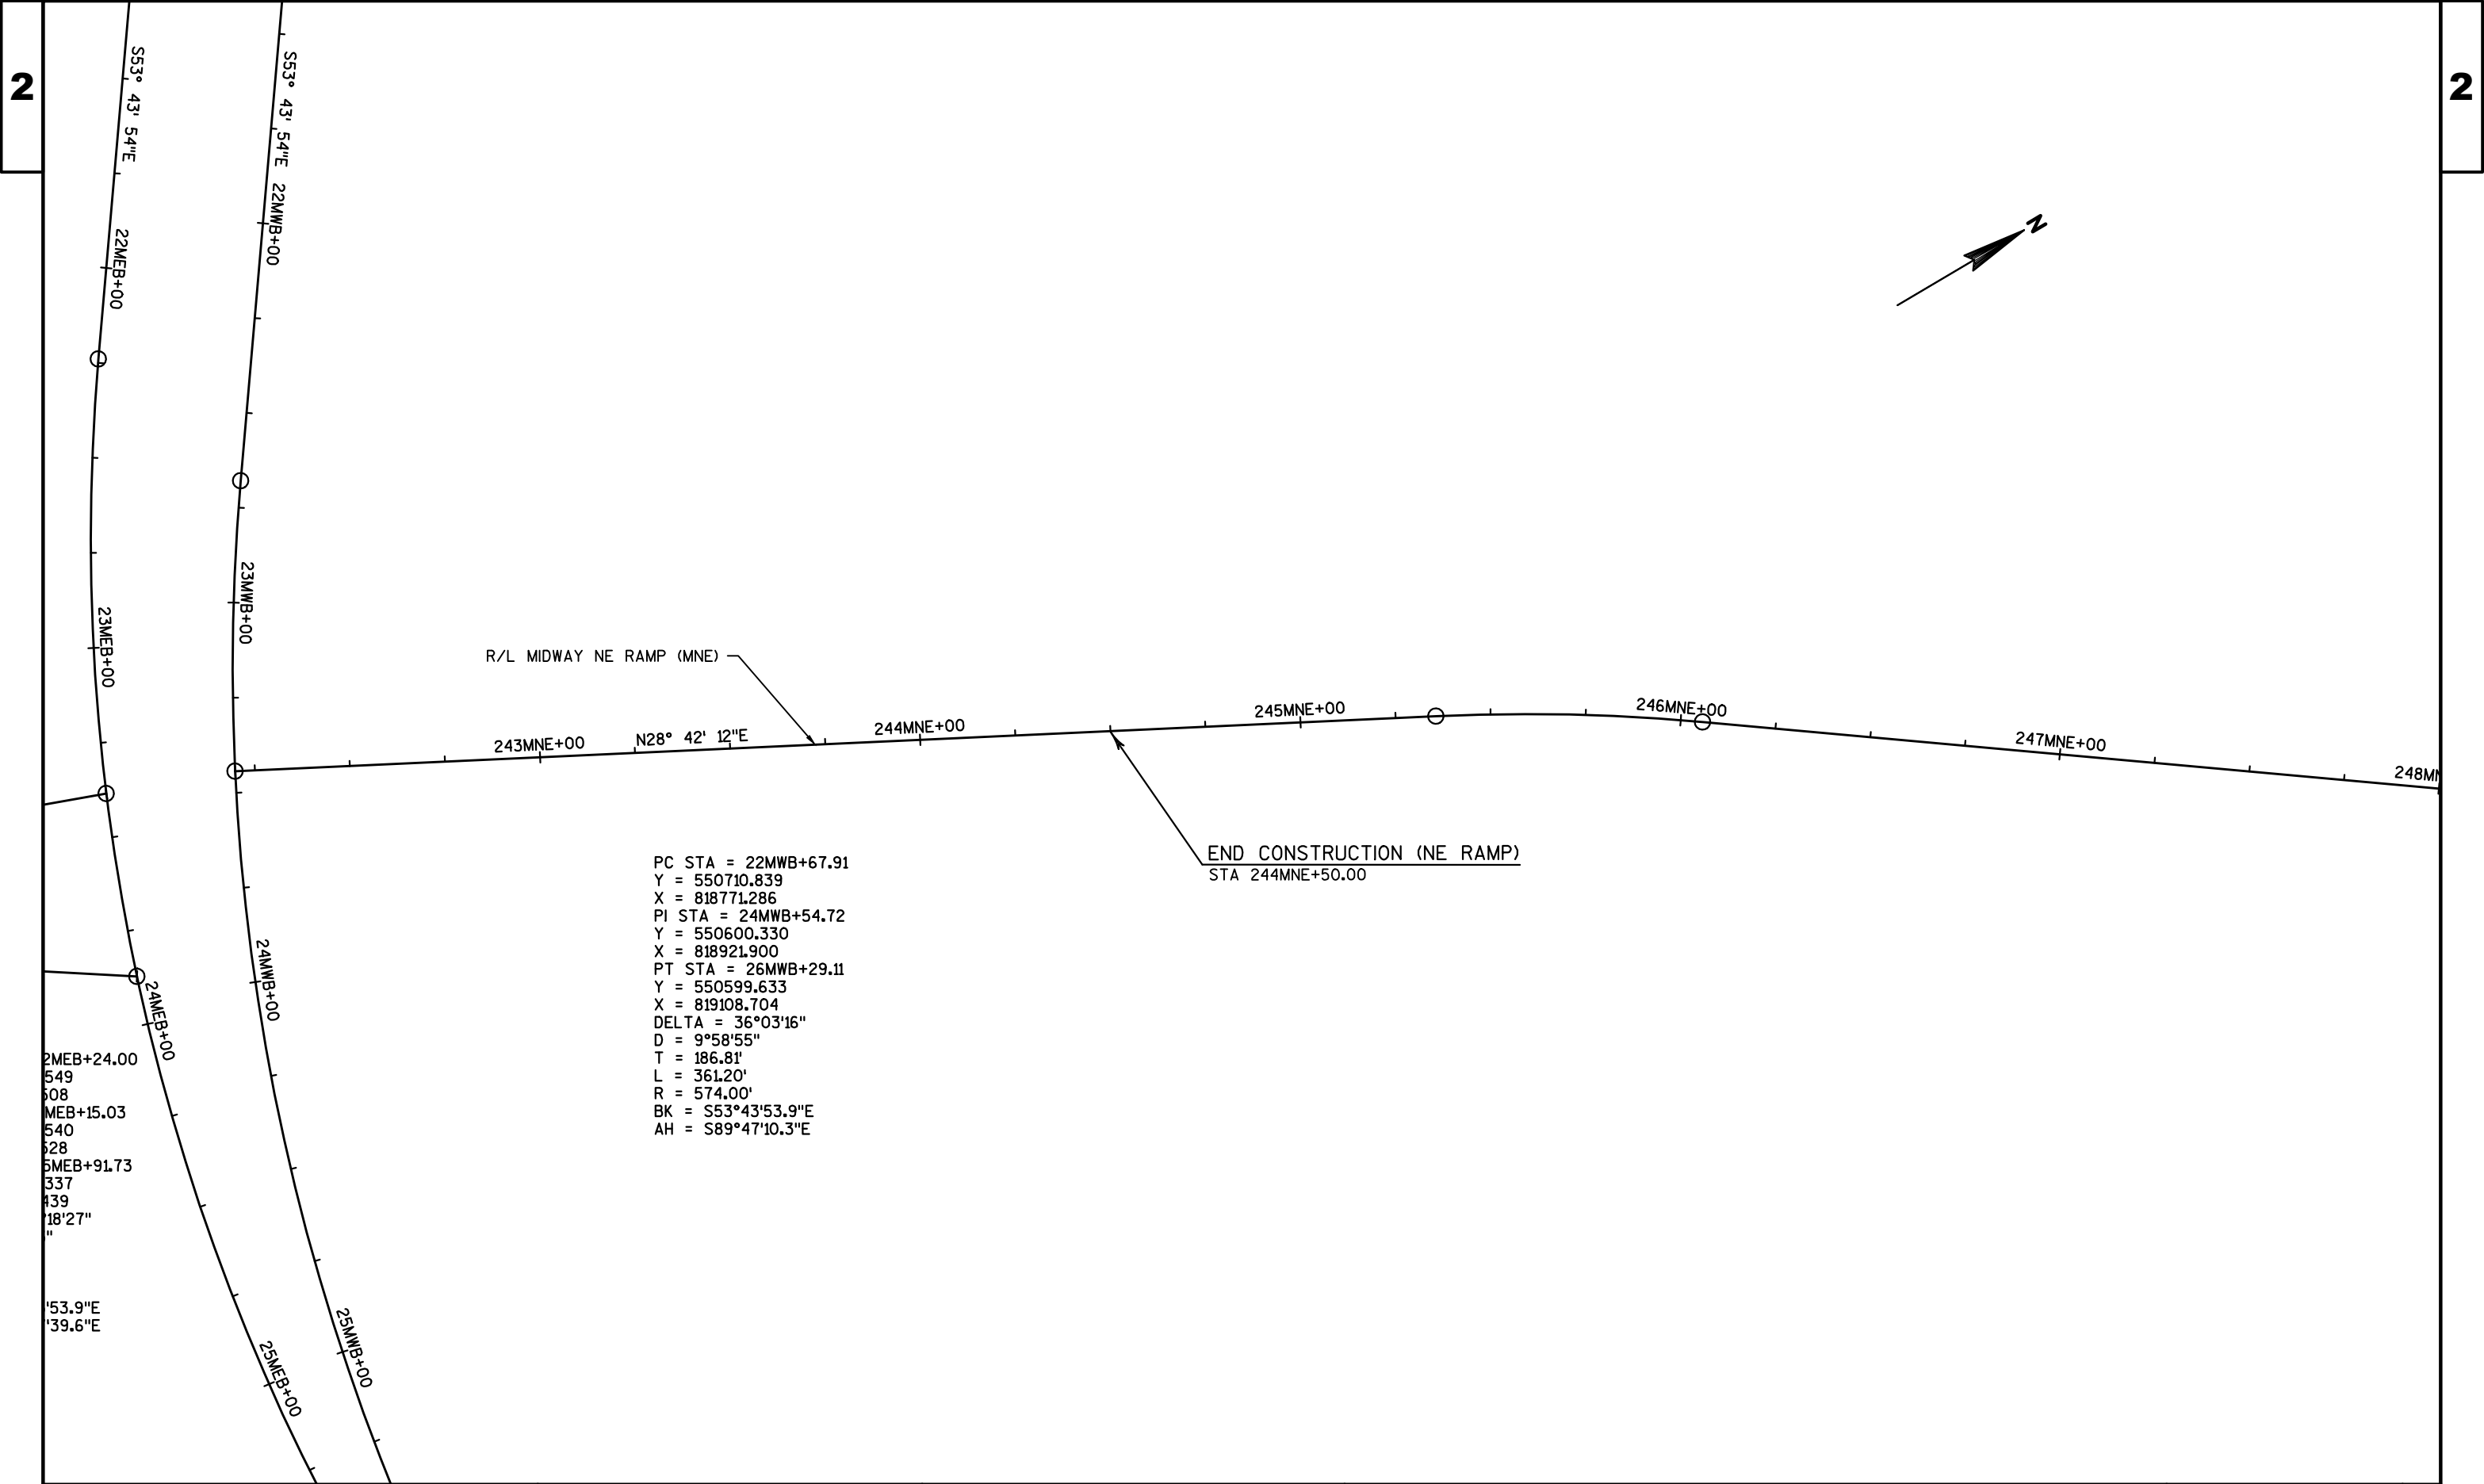 2
2
S53° 43' 54"E
S53° 43' 54"E
22MWB+00
22MEB+00
N
23MWB+00
23MEB+00
R/L MIDWAY NE RAMP (MNE)
243MNE+00
N28° 42' 12"E
244MNE+00
245MNE+00
246MNE+00
247MNE+00
248M
END CONSTRUCTION (NE RAMP)
STA 244MNE+50.00
PC STA = 22MWB+67.91
Y = 550710.839
X = 818771.286
PI STA = 24MWB+54.72
Y = 550600.330
X = 818921.900
PT STA = 26MWB+29.11
Y = 550599.633
X = 819108.704
DELTA = 36°03'16"
D = 9°58'55"
T = 186.81'
L = 361.20'
R = 574.00'
BK = S53°43'53.9"E
AH = S89°47'10.3"E
24MWB+00
24MEB+00
2MEB+24.00
549
508
MEB+15.03
540
528
5MEB+91.73
337
439
'18'27"
"
'53.9"E
'39.6"E
25MWB+00
25MEB+00